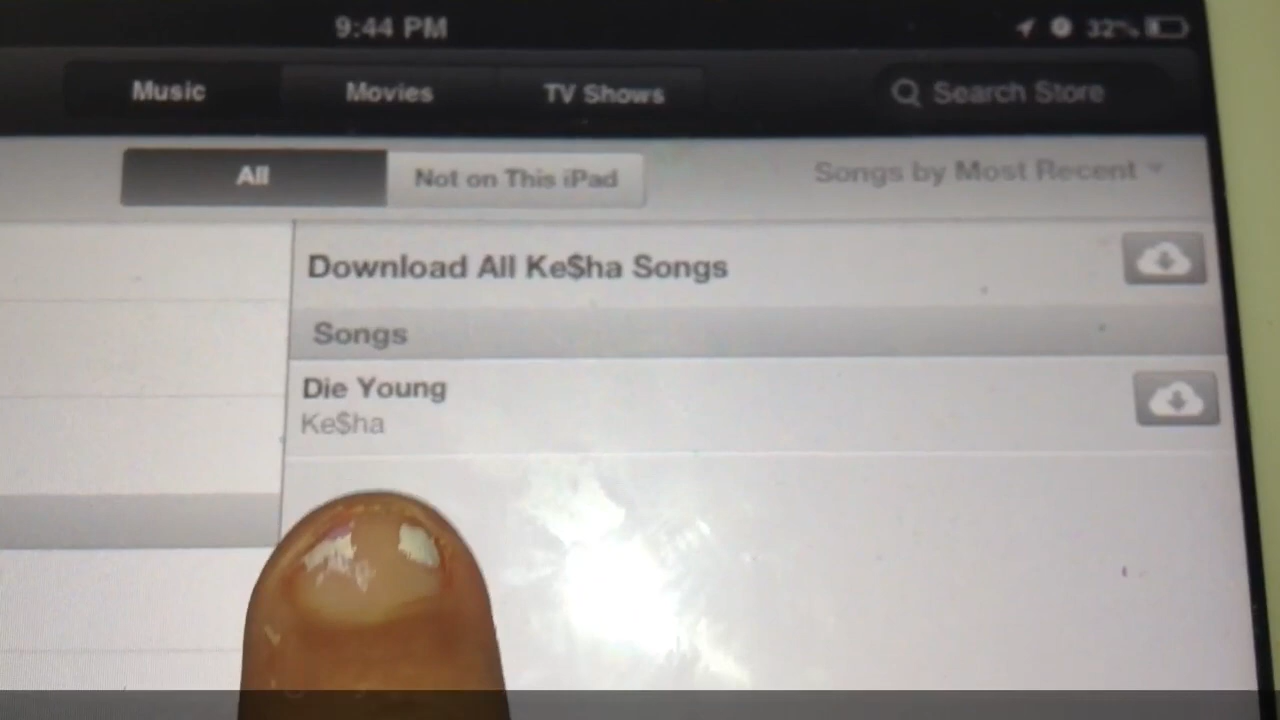 9:44 PM
32%
Music
Movies
TV Shows
Search Store
All
Not on This iPad
Songs by Most Recent
Download All Ke$ha Songs
Songs
Die Young
Ke$ha